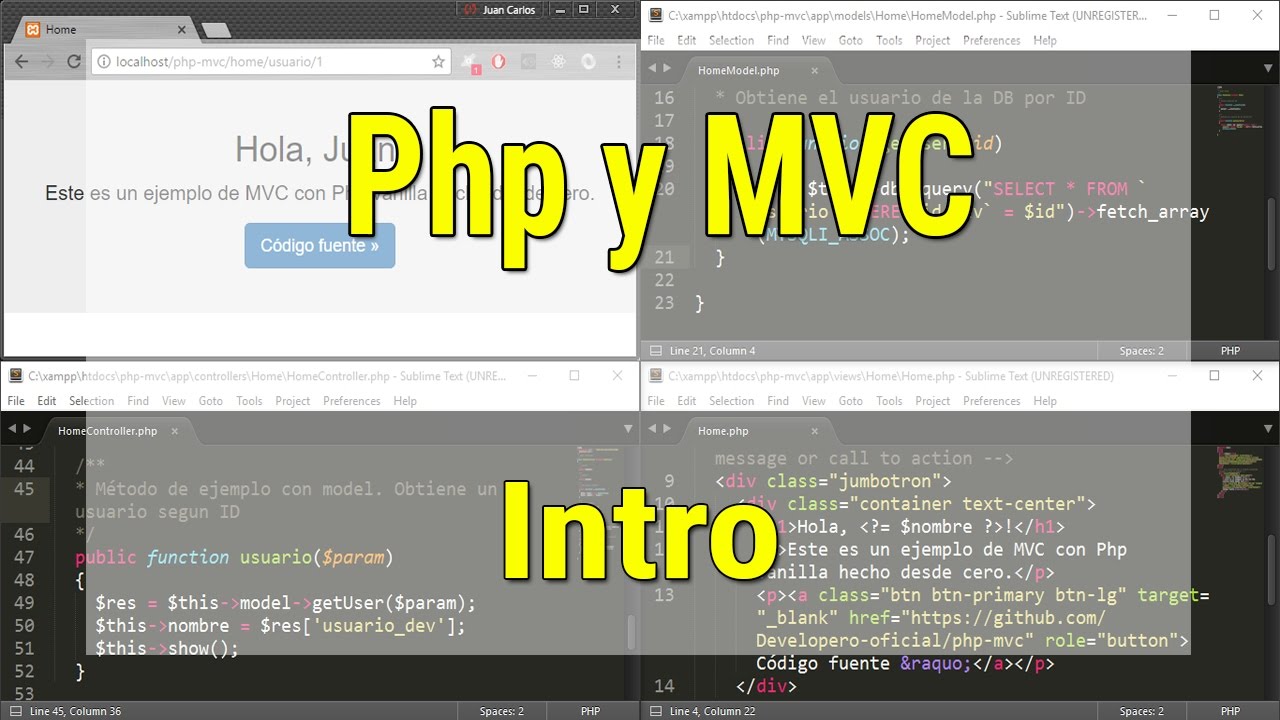 Juan Carlos
Home
localhost/php-mvc/home/usuario/1
1
Hola,
Este es un ejemplo de MVC con
Código fuente »
C:\xampp\htdocs\php-mvc\app\models\Home\HomeModel.php - Sublime Text (UNREGISTER...
File Edit Selection Find View Goto Tools Project Preferences Help
HomeModel.php
16 * Obtiene el usuario de la DB por ID
17
18 id)
19
20 query("SELECT * FROM `
= $id")->fetch_array
(MYSQLI_ASSOC);
21 }
22
23 }
Line 21, Column 4 Spaces: 2 PHP
Php y MVC
C:\xampp\htdocs\php-mvc\app\controllers\Home\HomeController.php - Sublime Text (UNRE...
File Edit Selection Find View Goto Tools Project Preferences Help
HomeController.php
44 /**
45 * Método de ejemplo con model. Obtiene un
usuario segun ID
46 */
47 public function usuario($param)
48 {
49 $res = $this->model->getUser($param);
50 $this->nombre = $res['usuario_dev'];
51 $this->show();
52 }
53
Line 45, Column 36 Spaces: 2 PHP
C:\xampp\htdocs\php-mvc\app\views\Home\Home.php - Sublime Text (UNREGISTERED)
File Edit Selection Find View Goto Tools Project Preferences Help
Home.php
message or call to action -->
9 <div class="jumbotron">
10 <div class="container text-center">
Hola, <?= $nombre ?>!</h1>
Este es un ejemplo de MVC con Php
hecho desde cero.</p>
13 <p><a class="btn btn-primary btn-lg" target=
"_blank" href="https://github.com/
Developero-oficial/php-mvc" role="button">
Código fuente &raquo;</a></p>
14 </div>
Line 4, Column 22 Spaces: 2 PHP
Intro